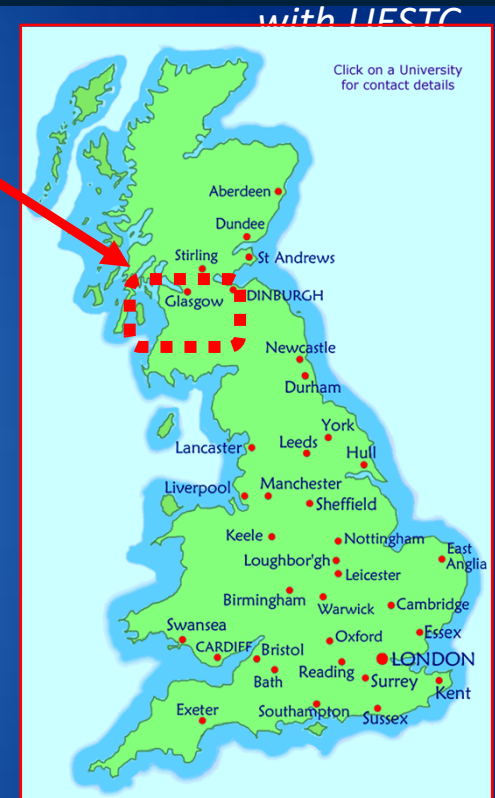 with UESTC
Click on a University
for contact details
Aberdeen
Dundee
Stirling
St Andrews
Glasgow
DINBURGH
Newcastle
Durham
York
Lancaster
Leeds
Hull
Liverpool
Manchester
Sheffield
Keele
Nottingham
East
Anglia
Loughbor'gh
Leicester
Birmingham
Warwick
Cambridge
Swansea
Oxford
Essex
CARDIFF
Bristol
LONDON
Bath
Reading
Surrey
Kent
Exeter
Southampton
Sussex